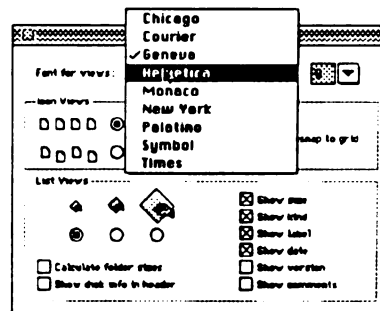 Chicago
Courier
✓Geneva
Helvetica
Monaco
New York
Palatino
Symbol
Times
Font for views:
Icon Views
snap to grid
List Views
Show size
Show kind
Show label
Show date
Show version
Show comments
Calculate folder sizes
Show disk info in header